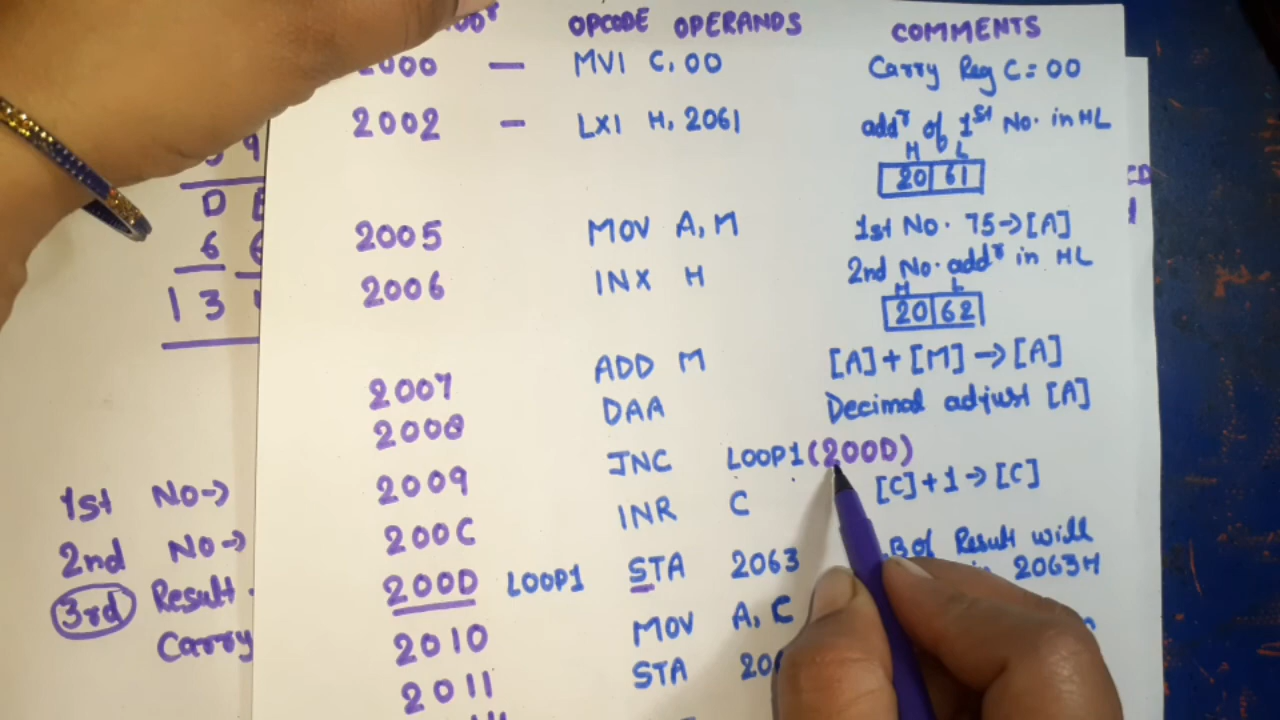 OPCODE OPERANDS COMMENTS
2000 — MVI C, 00 Carry Reg C = 00
2002 — LXI H, 2061 addr of 1st No. in HL
H L
20 61
2005 MOV A, M 1st No. 75→[A]
2006 INX H 2nd No. addr in HL
H L
20 62
2007 ADD M [A]+[M]→[A]
2008 DAA Decimal adjust [A]
2009 JNC LOOP1(200D)
200C INR C [C]+1→[C]
200D LOOP1 STA 2063 of Result will
2063H
2010 MOV A, C
2011 STA
D
6
13
1st No→
2nd No→
3rd Result
Carry